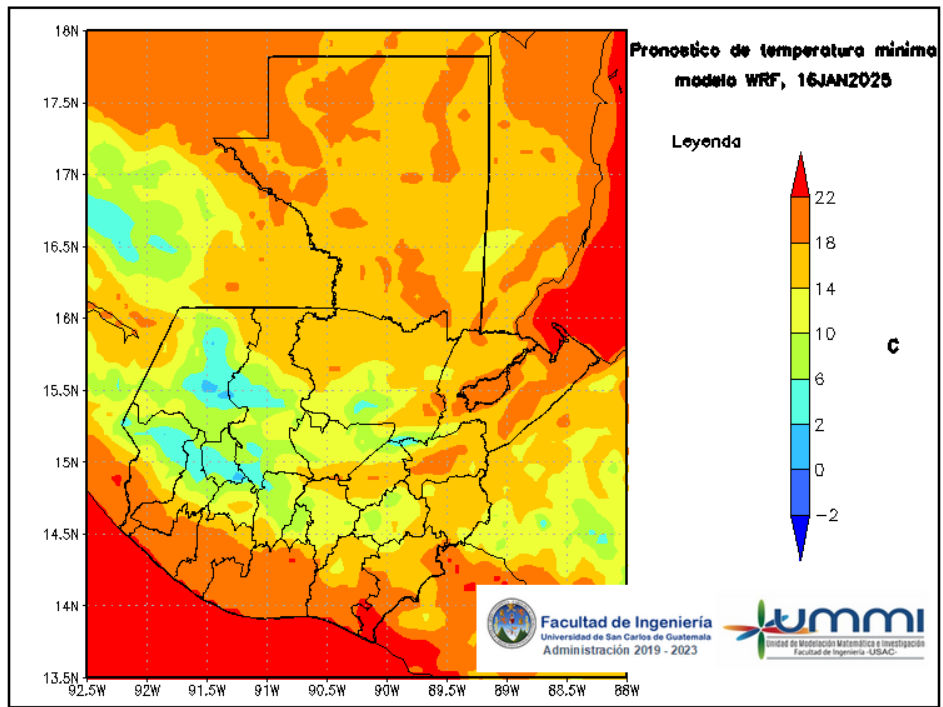 Pronostico de temperatura minima
modelo WRF, 16JAN2025
Leyenda
22
18
14
10
6
2
0
−2
C
18N
17.5N
17N
16.5N
16N
15.5N
15N
14.5N
14N
13.5N
92.5W
92W
91.5W
91W
90.5W
90W
89.5W
89W
88.5W
88W
Facultad de Ingeniería
Universidad de San Carlos de Guatemala
Administración 2019 - 2023
UMMI
Unidad de Modelación Matemática e Investigación
Facultad de Ingeniería -USAC-